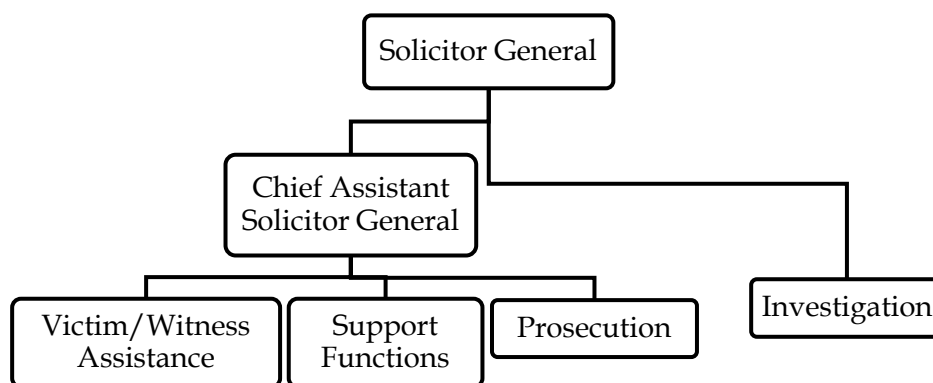 Solicitor General
Chief Assistant
Solicitor General
Victim/Witness
Assistance
Support
Functions
Prosecution
Investigation